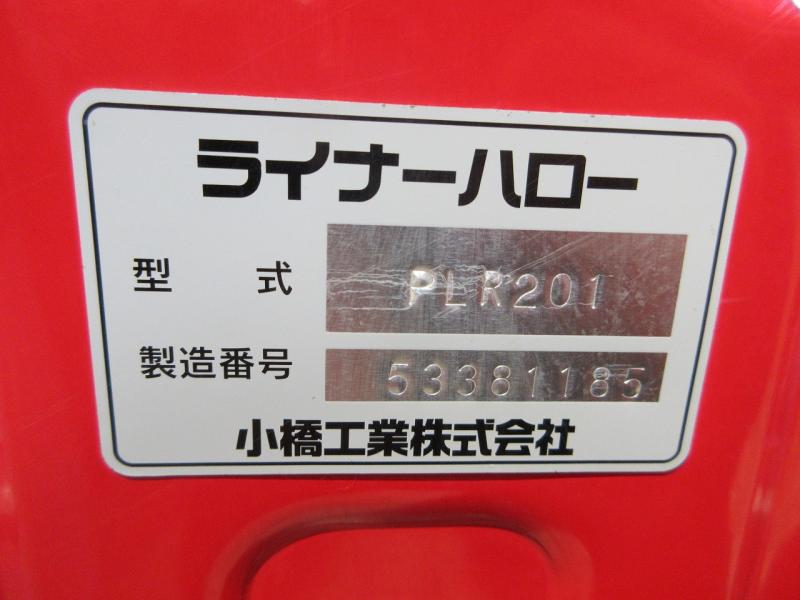 ライナーハロー
型 式 PLR201
製造番号 53381185
小橋工業株式会社